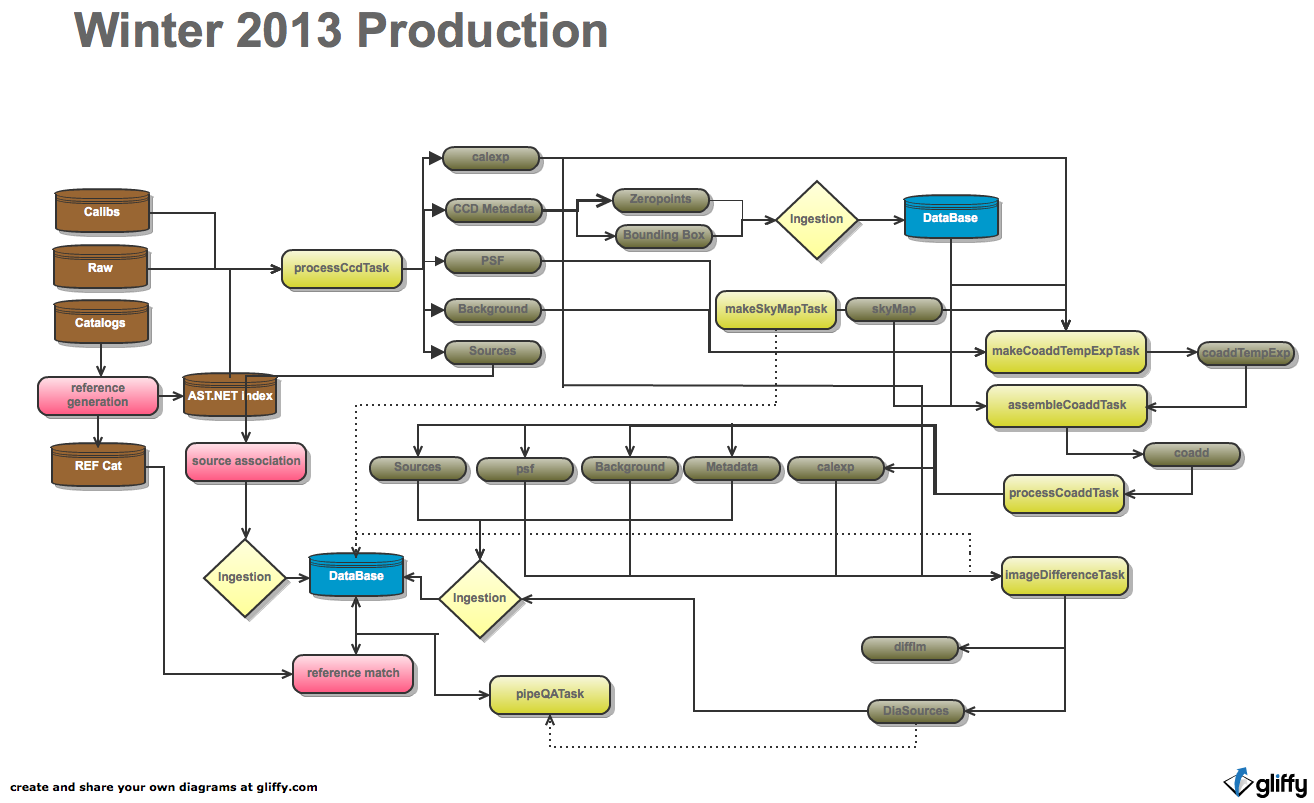 Winter 2013 Production
calexp
Calibs
CCD Metadata
Zeropoints
Ingestion
DataBase
Bounding Box
Raw
processCcdTask
PSF
Catalogs
Background
makeSkyMapTask
skyMap
Sources
makeCoaddTempExpTask
coaddTempExp
reference
generation
AST.NET Index
assembleCoaddTask
REF Cat
source association
Sources
psf
Background
Metadata
calexp
coadd
processCoaddTask
Ingestion
DataBase
Ingestion
imageDifferenceTask
diffIm
reference match
pipeQATask
DiaSources
create and share your own diagrams at gliffy.com
gliffy